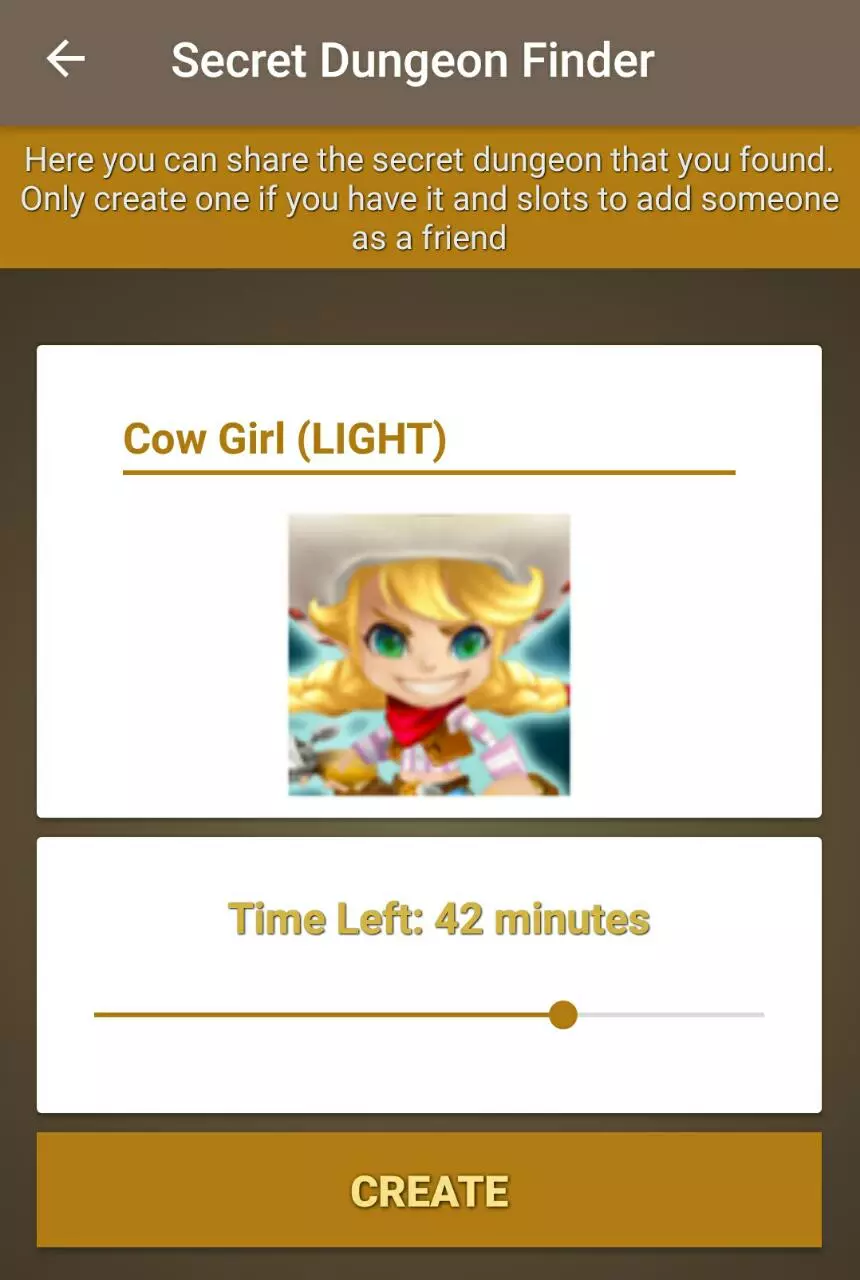 Secret Dungeon Finder
Here you can share the secret dungeon that you found.
Only create one if you have it and slots to add someone
as a friend
Cow Girl (LIGHT)
Time Left: 42 minutes
CREATE